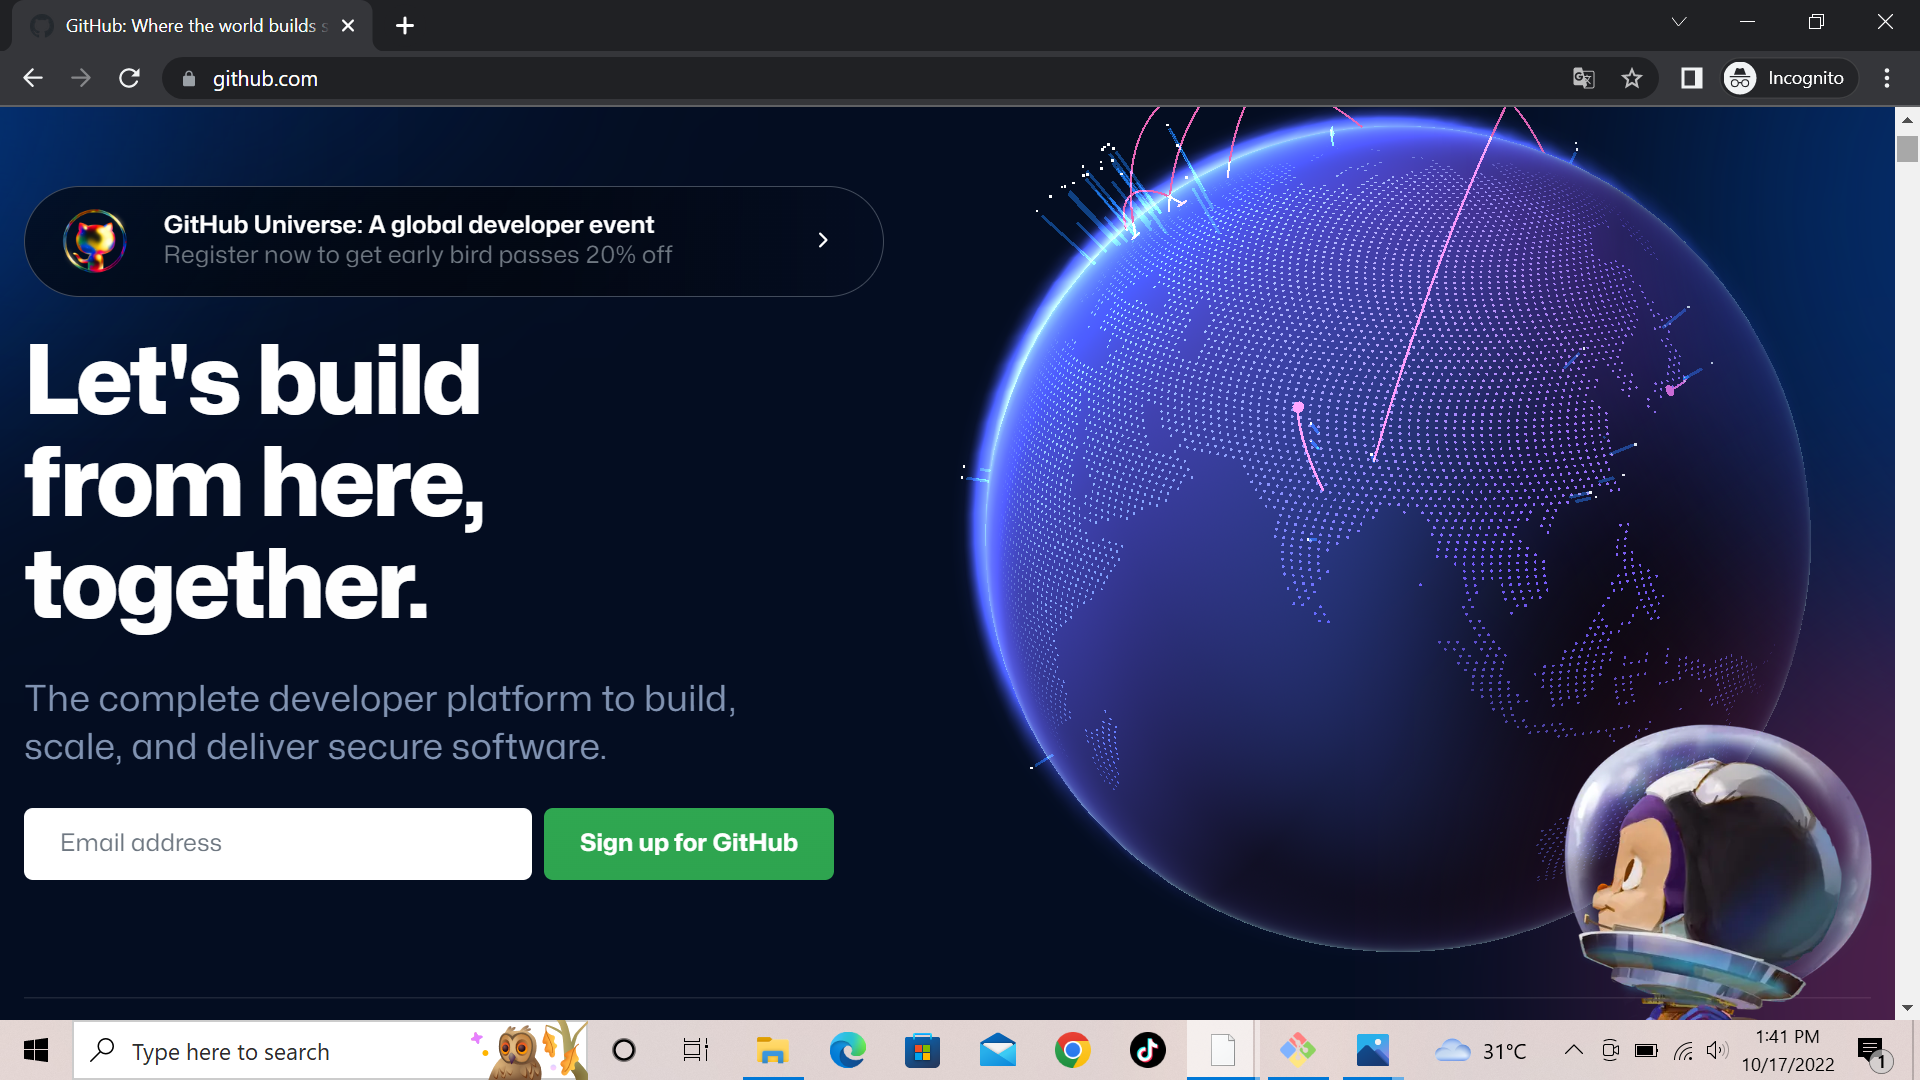 GitHub: Where the world builds s
github.com
Incognito
GitHub Universe: A global developer event
Register now to get early bird passes 20% off
Let's build
from here,
together.
The complete developer platform to build,
scale, and deliver secure software.
Email address
Sign up for GitHub
Type here to search
31°C
1:41 PM
10/17/2022
1